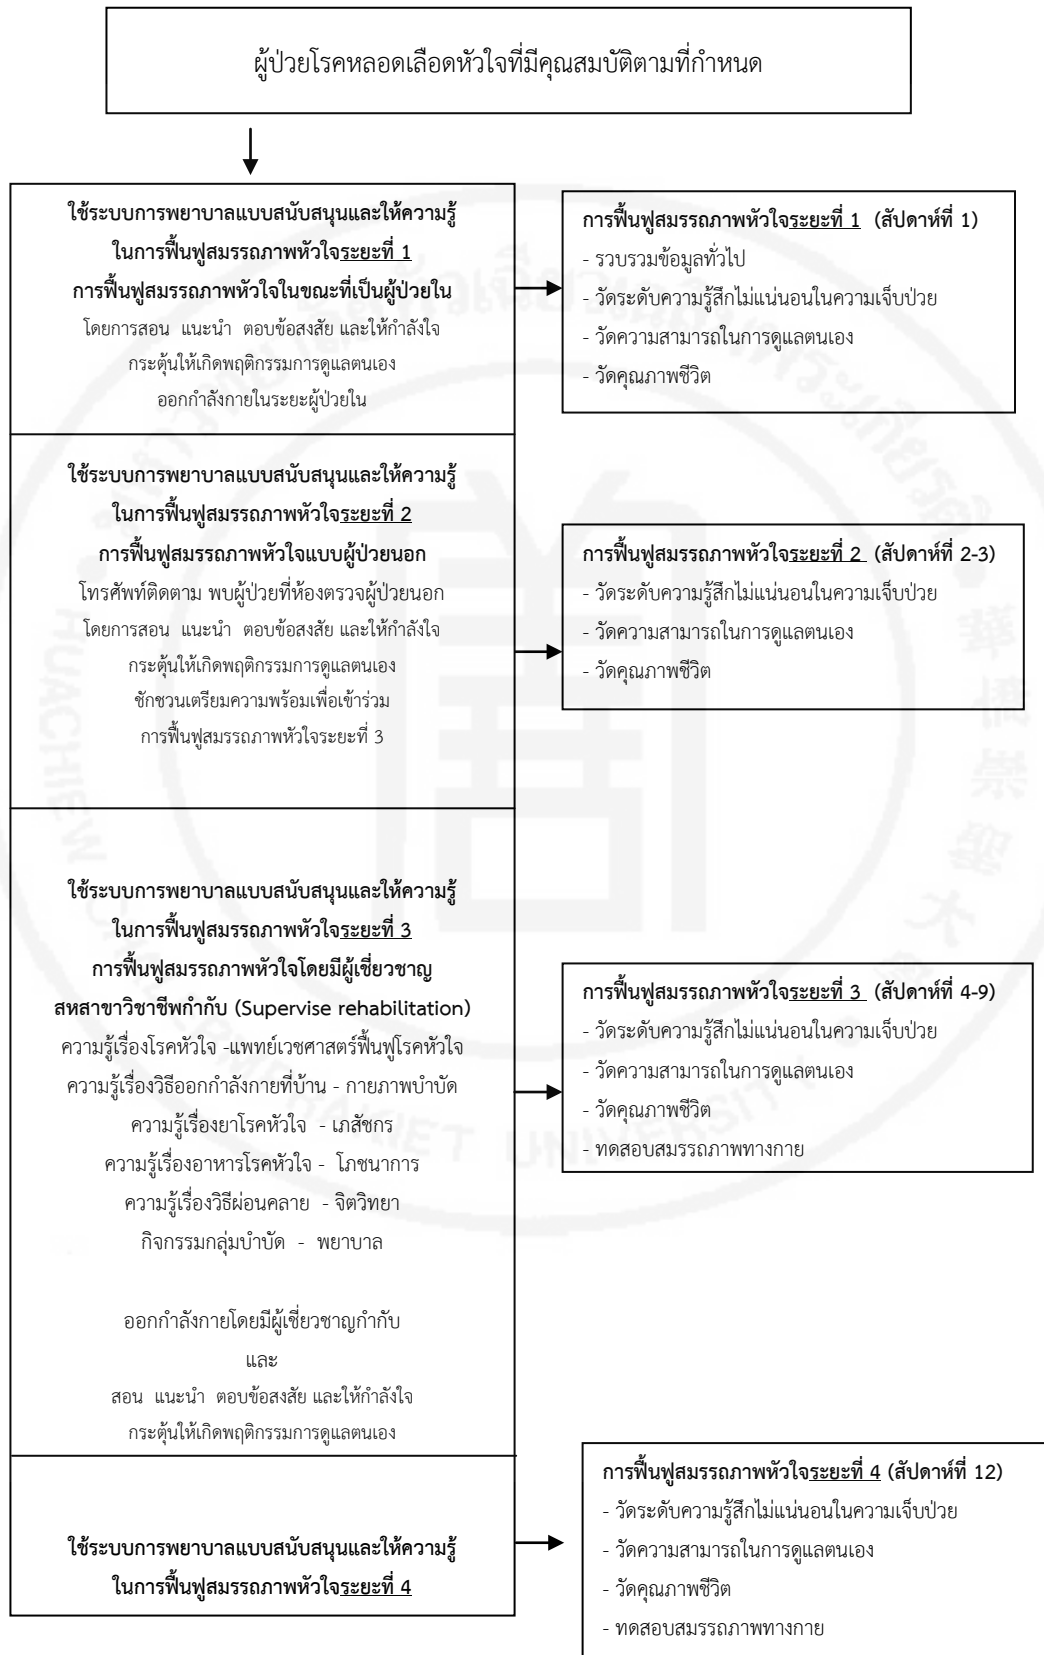 ผู้ป่วยโรคหลอดเลือดหัวใจที่มีคุณสมบัติตามที่กำหนด
ใช้ระบบการพยาบาลแบบสนับสนุนและให้ความรู้
ในการฟื้นฟูสมรรถภาพหัวใจระยะที่ 1
การฟื้นฟูสมรรถภาพหัวใจในขณะที่เป็นผู้ป่วยใน
โดยการสอน แนะนำ ตอบข้อสงสัย และให้กำลังใจ
กระตุ้นให้เกิดพฤติกรรมการดูแลตนเอง
ออกกำลังกายในระยะผู้ป่วยใน
การฟื้นฟูสมรรถภาพหัวใจระยะที่ 1 (สัปดาห์ที่ 1)
- รวบรวมข้อมูลทั่วไป
- วัดระดับความรู้สึกไม่แน่นอนในความเจ็บป่วย
- วัดความสามารถในการดูแลตนเอง
- วัดคุณภาพชีวิต
ใช้ระบบการพยาบาลแบบสนับสนุนและให้ความรู้
ในการฟื้นฟูสมรรถภาพหัวใจระยะที่ 2
การฟื้นฟูสมรรถภาพหัวใจแบบผู้ป่วยนอก
โทรศัพท์ติดตาม พบผู้ป่วยที่ห้องตรวจผู้ป่วยนอก
โดยการสอน แนะนำ ตอบข้อสงสัย และให้กำลังใจ
กระตุ้นให้เกิดพฤติกรรมการดูแลตนเอง
ชักชวนเตรียมความพร้อมเพื่อเข้าร่วม
การฟื้นฟูสมรรถภาพหัวใจระยะที่ 3
การฟื้นฟูสมรรถภาพหัวใจระยะที่ 2 (สัปดาห์ที่ 2-3)
- วัดระดับความรู้สึกไม่แน่นอนในความเจ็บป่วย
- วัดความสามารถในการดูแลตนเอง
- วัดคุณภาพชีวิต
ใช้ระบบการพยาบาลแบบสนับสนุนและให้ความรู้
ในการฟื้นฟูสมรรถภาพหัวใจระยะที่ 3
การฟื้นฟูสมรรถภาพหัวใจโดยมีผู้เชี่ยวชาญ
สหสาขาวิชาชีพกำกับ (Supervise rehabilitation)
ความรู้เรื่องโรคหัวใจ -แพทย์เวชศาสตร์ฟื้นฟูโรคหัวใจ
ความรู้เรื่องวิธีออกกำลังกายที่บ้าน - กายภาพบำบัด
ความรู้เรื่องยาโรคหัวใจ - เภสัชกร
ความรู้เรื่องอาหารโรคหัวใจ - โภชนาการ
ความรู้เรื่องวิธีผ่อนคลาย - จิตวิทยา
กิจกรรมกลุ่มบำบัด - พยาบาล
ออกกำลังกายโดยมีผู้เชี่ยวชาญกำกับ
และ
สอน แนะนำ ตอบข้อสงสัย และให้กำลังใจ
กระตุ้นให้เกิดพฤติกรรมการดูแลตนเอง
การฟื้นฟูสมรรถภาพหัวใจระยะที่ 3 (สัปดาห์ที่ 4-9)
- วัดระดับความรู้สึกไม่แน่นอนในความเจ็บป่วย
- วัดความสามารถในการดูแลตนเอง
- วัดคุณภาพชีวิต
- ทดสอบสมรรถภาพทางกาย
ใช้ระบบการพยาบาลแบบสนับสนุนและให้ความรู้
ในการฟื้นฟูสมรรถภาพหัวใจระยะที่ 4
การฟื้นฟูสมรรถภาพหัวใจระยะที่ 4 (สัปดาห์ที่ 12)
- วัดระดับความรู้สึกไม่แน่นอนในความเจ็บป่วย
- วัดความสามารถในการดูแลตนเอง
- วัดคุณภาพชีวิต
- ทดสอบสมรรถภาพทางกาย